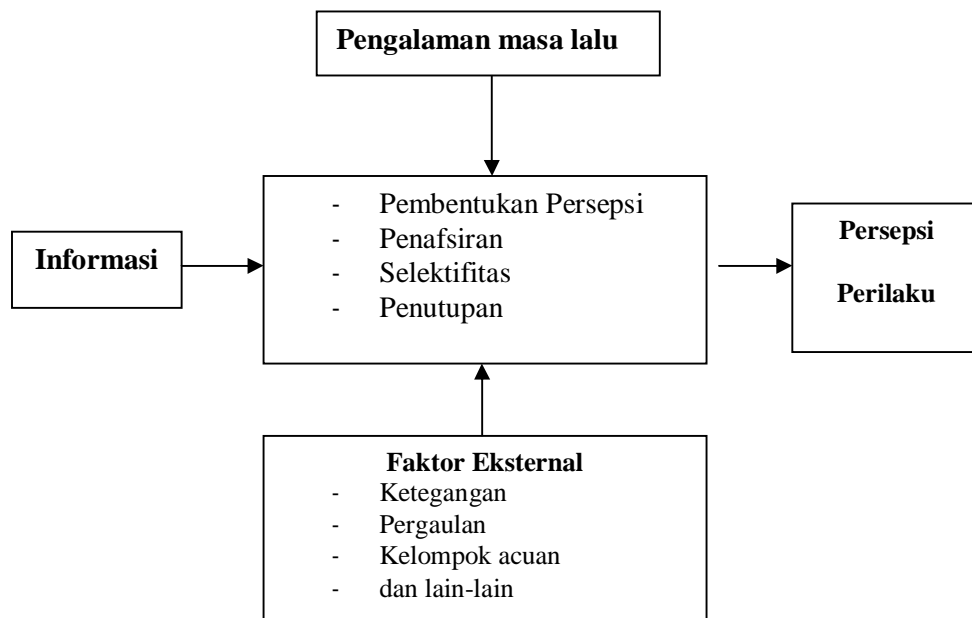 Pengalaman masa lalu
- Pembentukan Persepsi
- Penafsiran
- Selektifitas
- Penutupan
Informasi
Persepsi
Perilaku
Faktor Eksternal
- Ketegangan
- Pergaulan
- Kelompok acuan
- dan lain-lain